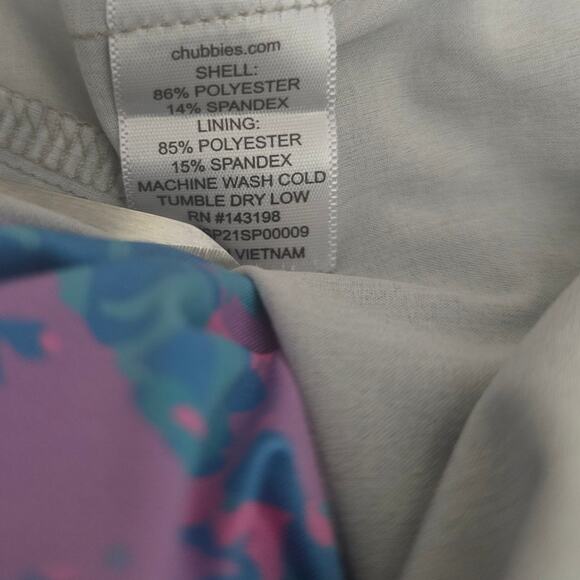 chubbies.com
SHELL:
86% POLYESTER
14% SPANDEX
LINING:
85% POLYESTER
15% SPANDEX
MACHINE WASH COLD
TUMBLE DRY LOW
RN #143198
SP21SP00009
VIETNAM